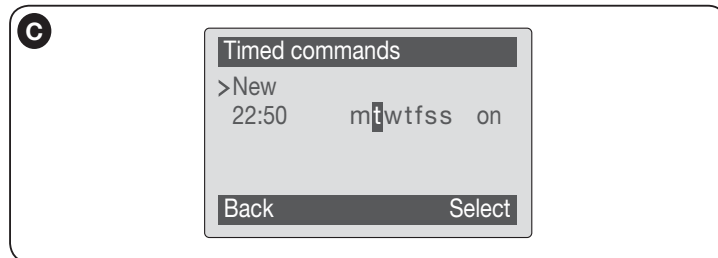 C
Timed commands
>New
22:50 mtwtfss on
Back Select